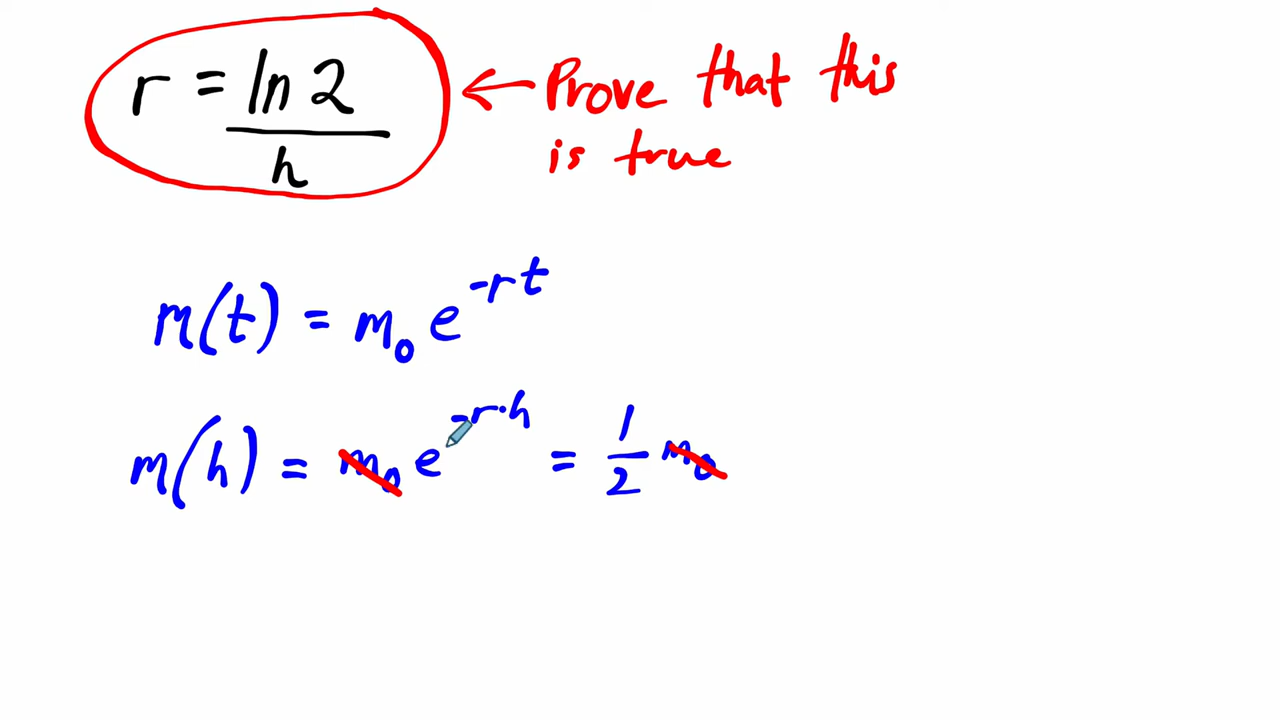 r = ln 2 / h ← Prove that this
is true
m(t) = m₀ e^{-rt}
m(h) = m₀ e^{-r·h} = 1/2 m₀